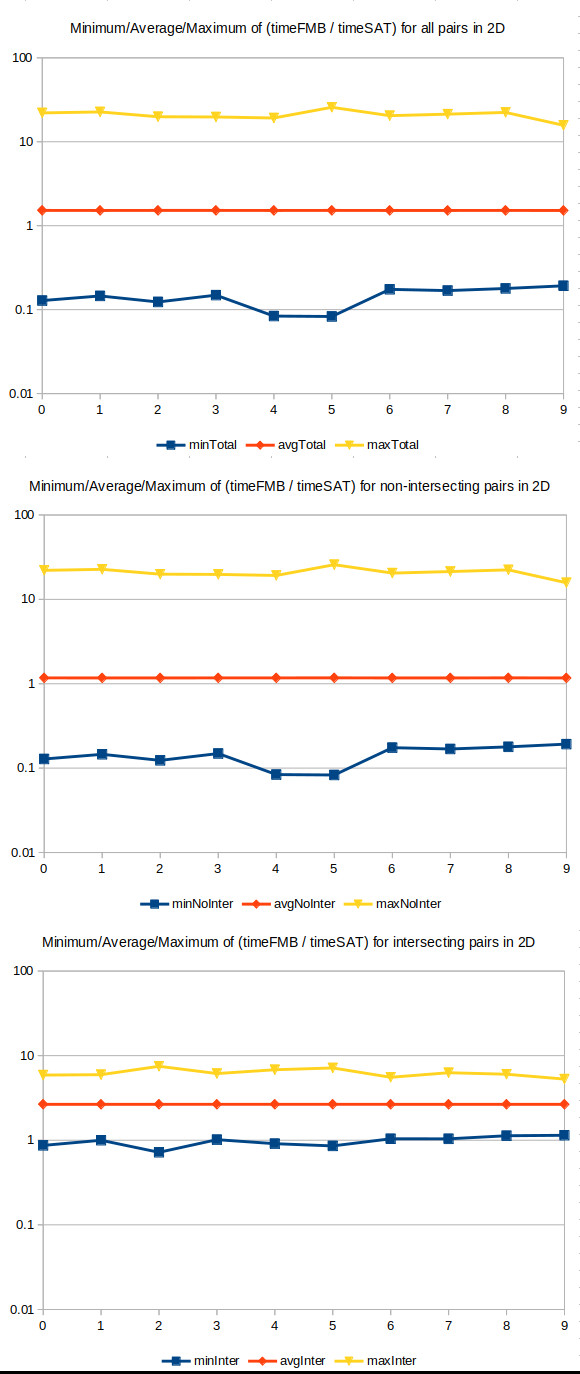 Minimum/Average/Maximum of (timeFMB / timeSAT) for all pairs in 2D
100
10
1
0.1
0.01
0 1 2 3 4 5 6 7 8 9
minTotal avgTotal maxTotal
Minimum/Average/Maximum of (timeFMB / timeSAT) for non-intersecting pairs in 2D
100
10
1
0.1
0.01
0 1 2 3 4 5 6 7 8 9
minNoInter avgNoInter maxNoInter
Minimum/Average/Maximum of (timeFMB / timeSAT) for intersecting pairs in 2D
100
10
1
0.1
0.01
0 1 2 3 4 5 6 7 8 9
minInter avgInter maxInter